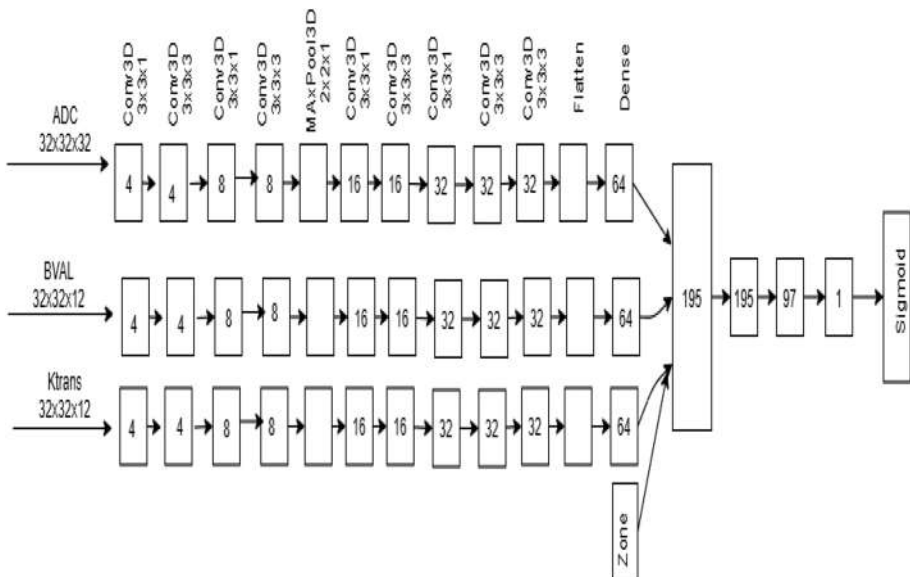 Conv3D
3x3x1
Conv3D
3x3x3
Conv3D
3x3x1
Conv3D
3x3x3
MAxPool3D
2x2x1
Conv3D
3x3x1
Conv3D
3x3x3
Conv3D
3x3x1
Conv3D
3x3x3
Conv3D
3x3x3
Flatten
Dense
ADC
32x32x32
4
4
8
8
16
16
32
32
32
64
BVAL
32x32x12
4
4
8
8
16
16
32
32
32
64
195
195
97
1
Sigmoid
Ktrans
32x32x12
4
4
8
8
16
16
32
32
32
64
Zone